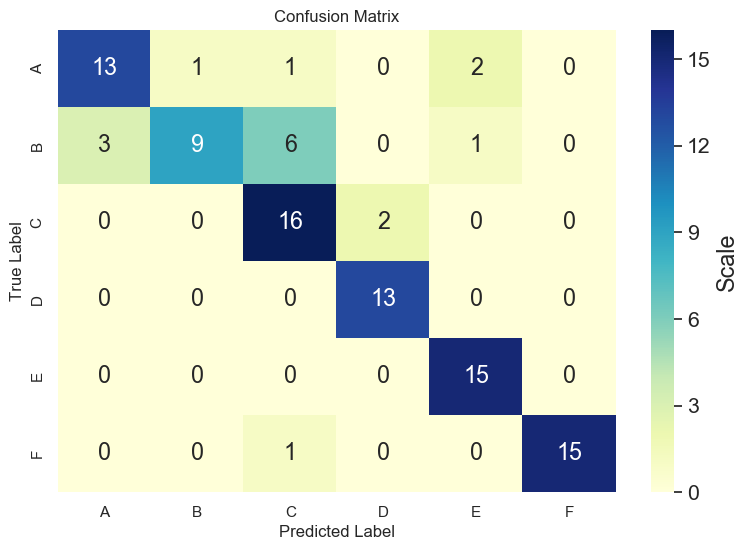 Confusion Matrix
True Label
A 13 1 1 0 2 0
B 3 9 6 0 1 0
C 0 0 16 2 0 0
D 0 0 0 13 0 0
E 0 0 0 0 15 0
F 0 0 1 0 0 15
A B C D E F
Predicted Label
15
12
9
6
3
0
Scale